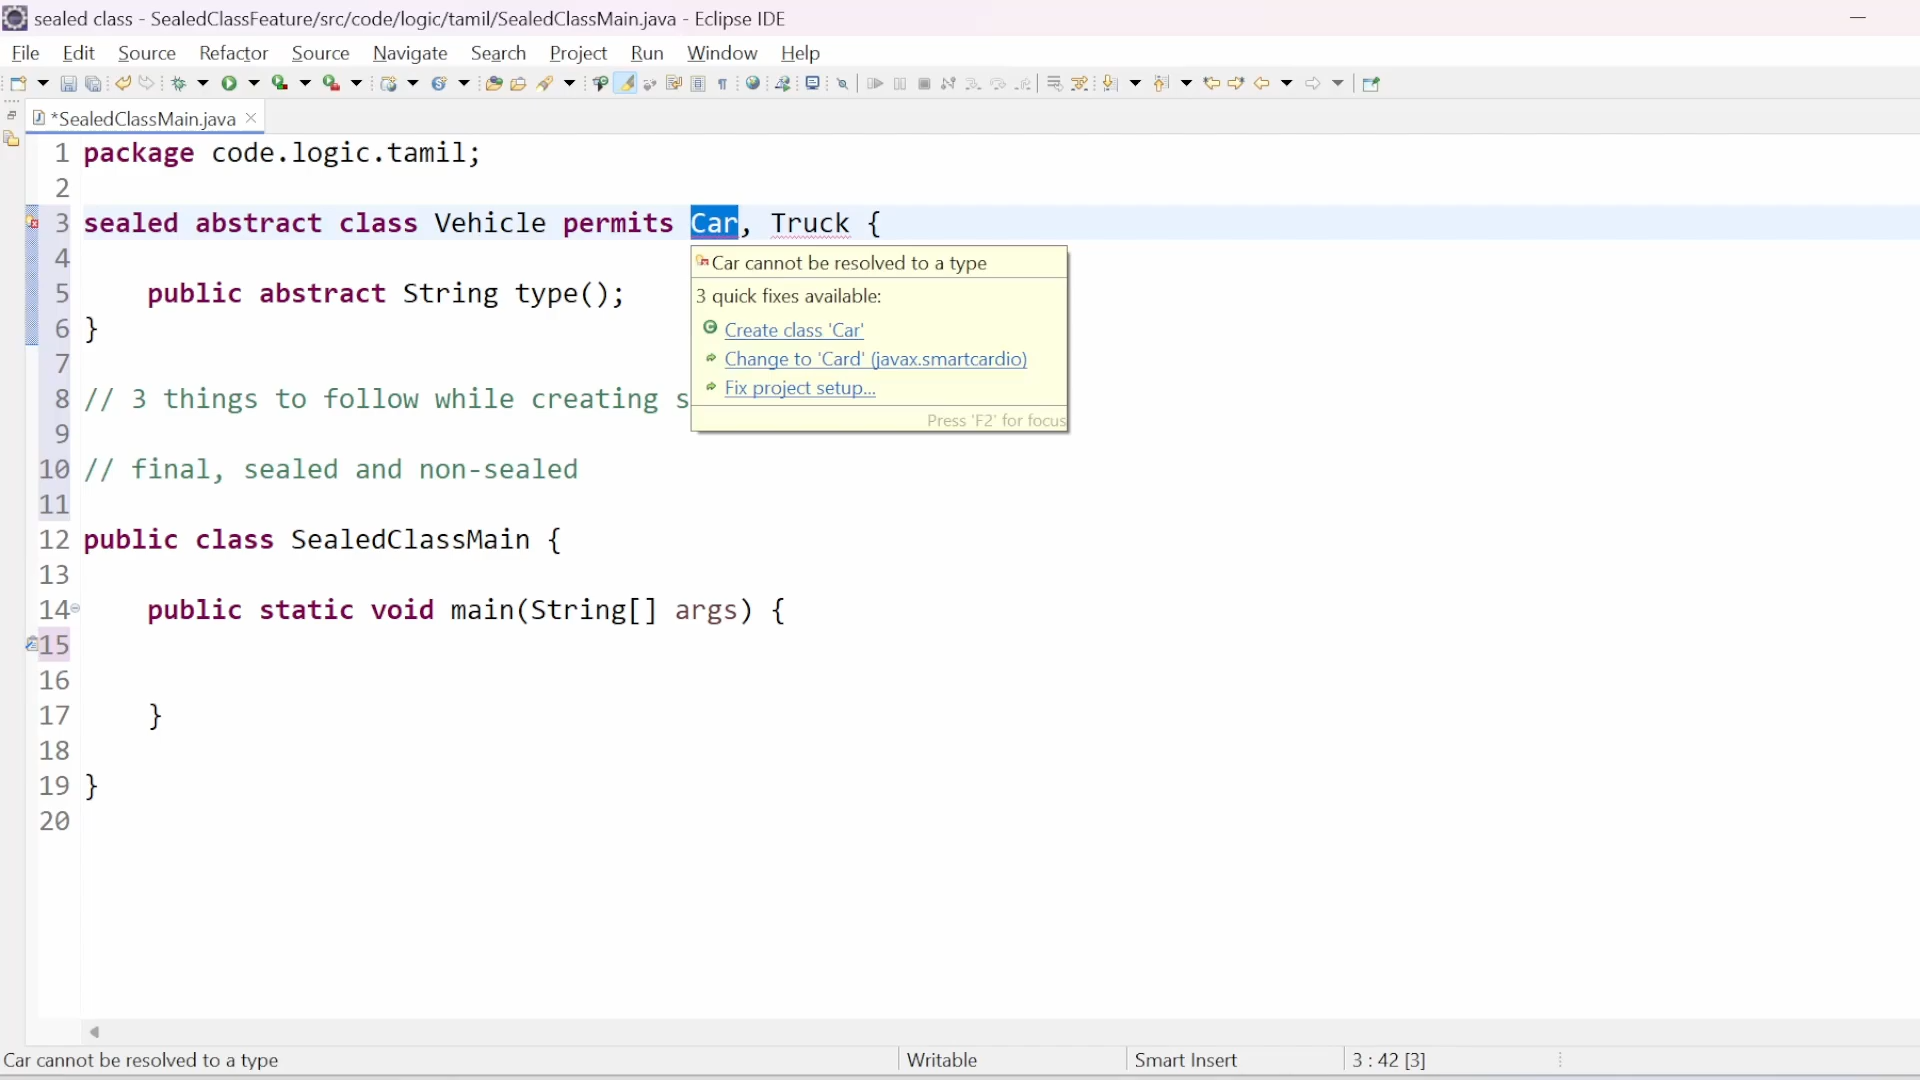 sealed class - SealedClassFeature/src/code/logic/tamil/SealedClassMain.java - Eclipse IDE
File Edit Source Refactor Source Navigate Search Project Run Window Help
*SealedClassMain.java
1 package code.logic.tamil;
2
3 sealed abstract class Vehicle permits Car, Truck {
4
5 public abstract String type();
6 }
7
8 // 3 things to follow while creating s
9
10 // final, sealed and non-sealed
11
12 public class SealedClassMain {
13
14 public static void main(String[] args) {
15
16
17 }
18
19 }
20
Car cannot be resolved to a type
3 quick fixes available:
Create class 'Car'
Change to 'Card' (javax.smartcardio)
Fix project setup...
Press 'F2' for focus
Car cannot be resolved to a type Writable Smart Insert 3 : 42 [3]